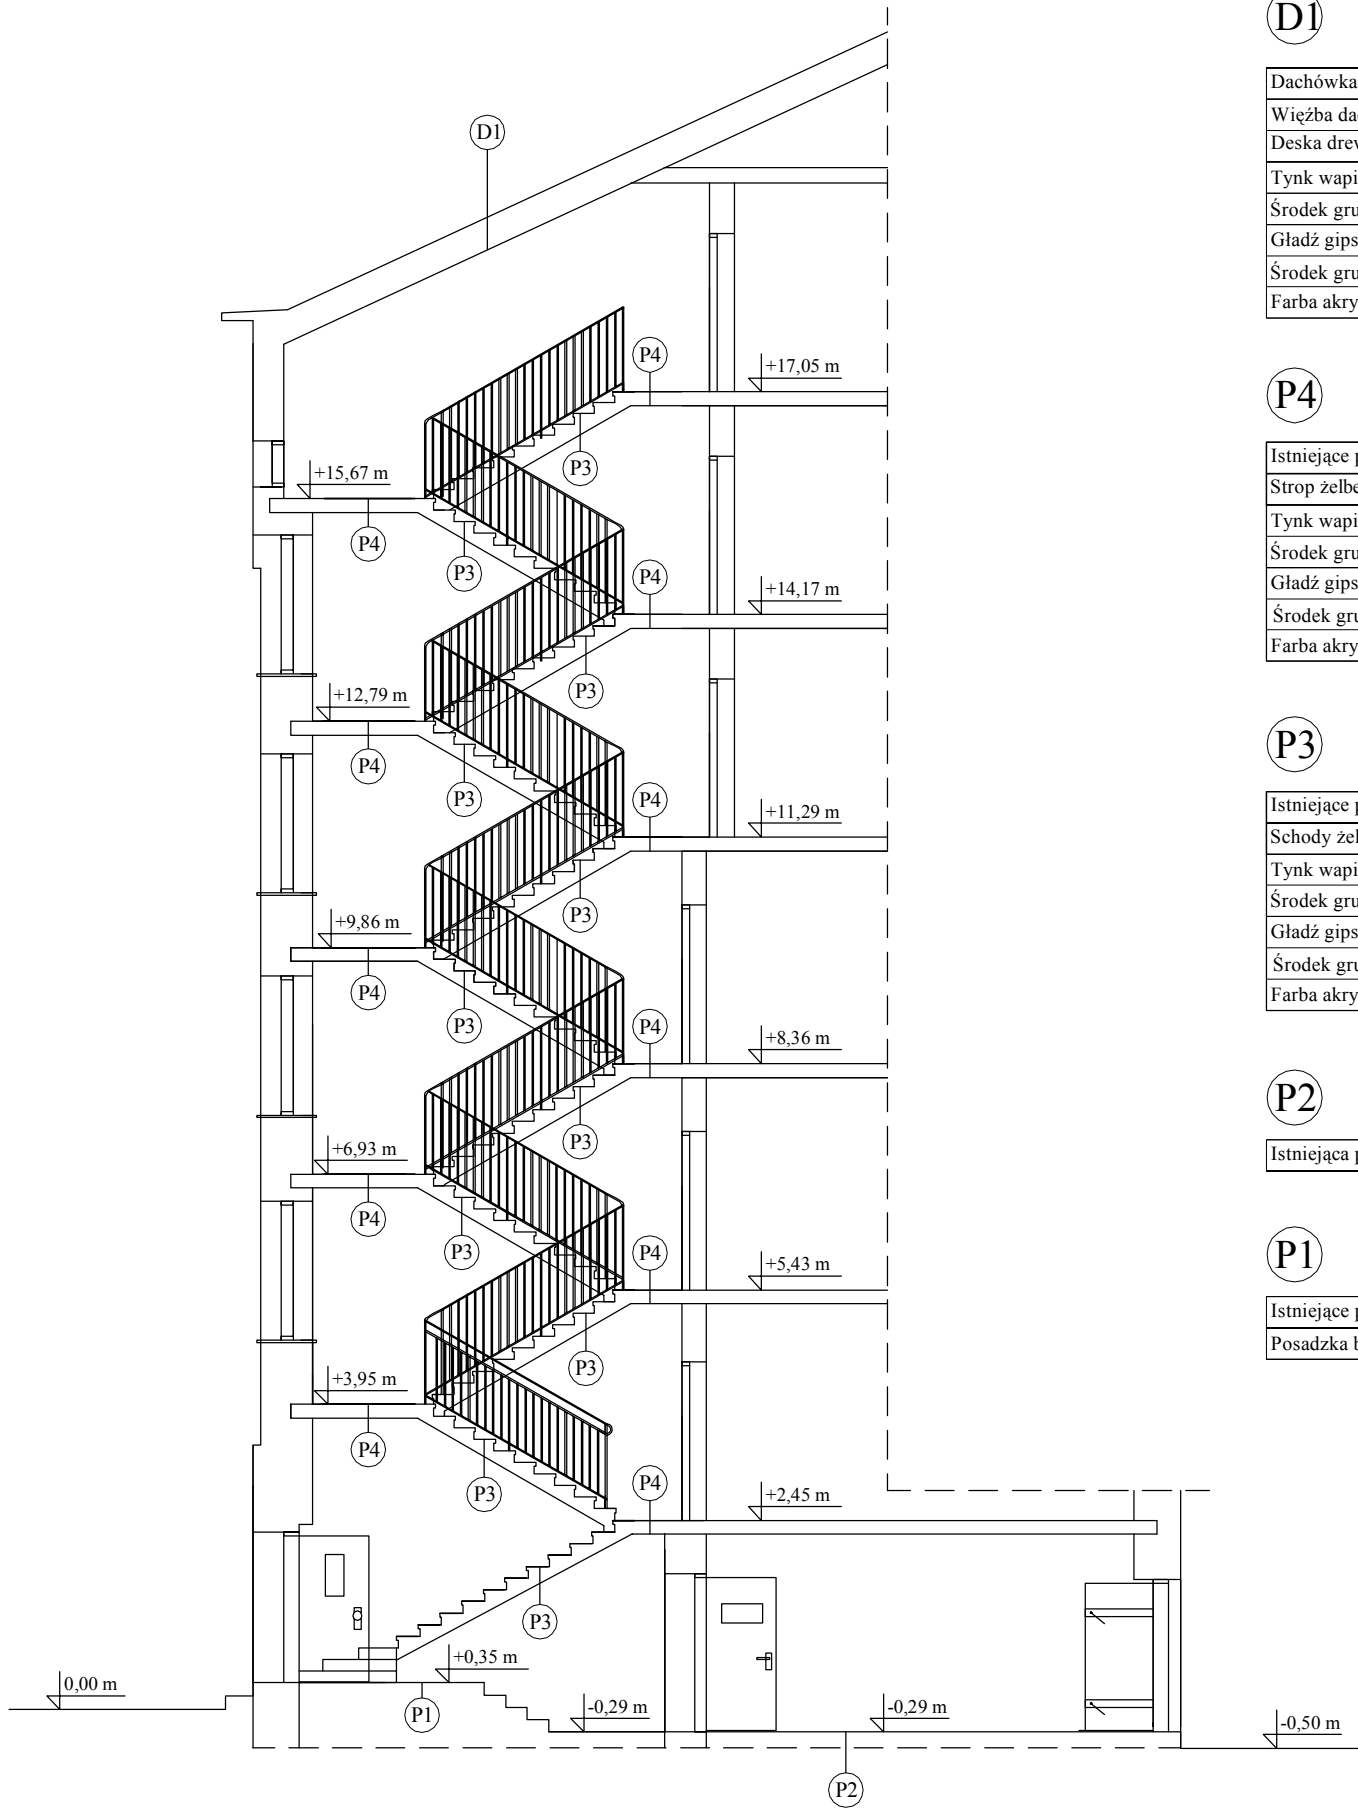 D1
Dachówka
Więźba da
Deska drew
Tynk wapi
Środek gru
Gładź gips
Środek gru
Farba akry
D1
P4
+17,05 m
P4
Istniejące p
Strop żelbe
Tynk wapi
Środek gru
Gładź gips
Środek gru
Farba akry
P3
+15,67 m
P4
P3
P4
+14,17 m
P3
+12,79 m
P4
P3
P3
Istniejące p
Schody żel
Tynk wapi
Środek gru
Gładź gips
Środek gru
Farba akry
P4
+11,29 m
P3
+9,86 m
P4
P3
P4
+8,36 m
P3
P2
Istniejąca p
+6,93 m
P4
P3
P4
+5,43 m
P3
P1
Istniejące p
Posadzka b
+3,95 m
P4
P3
P4
+2,45 m
P3
+0,35 m
0,00 m
P1
-0,29 m
-0,29 m
-0,50 m
P2